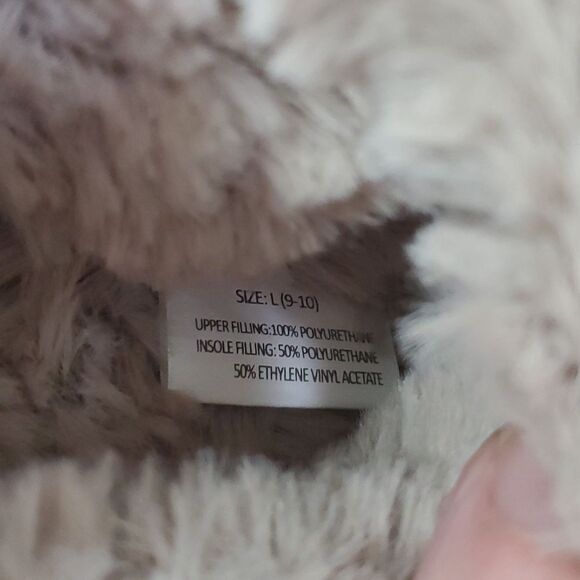 SIZE: L (9-10)
UPPER FILLING:100% POLYURETHANE
INSOLE FILLING: 50% POLYURETHANE
50% ETHYLENE VINYL ACETATE